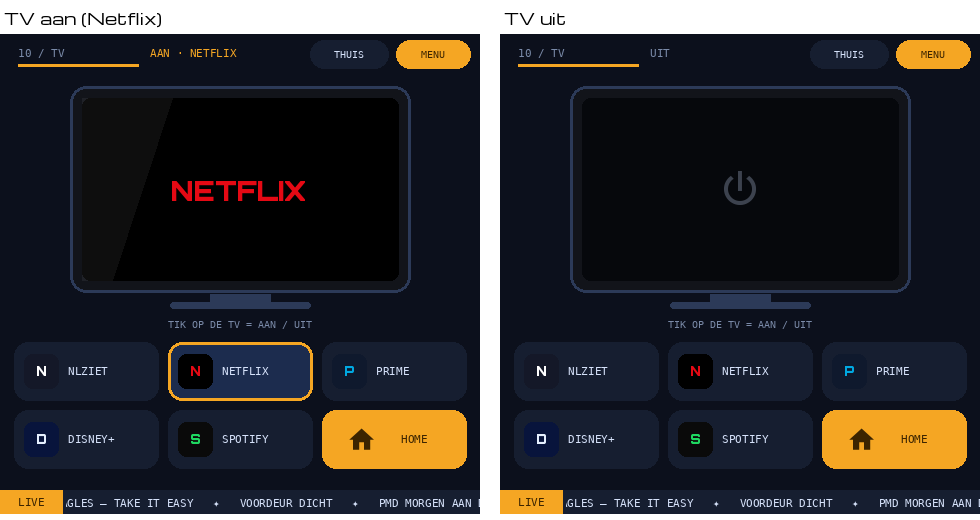 TV aan (Netflix)
10 / TV AAN · NETFLIX THUIS MENU
NETFLIX
TIK OP DE TV = AAN / UIT
N NLZIET N NETFLIX P PRIME
D DISNEY+ S SPOTIFY HOME
LIVE GLES — TAKE IT EASY ✦ VOORDEUR DICHT ✦ PMD MORGEN AAN
TV uit
10 / TV UIT THUIS MENU
TIK OP DE TV = AAN / UIT
N NLZIET N NETFLIX P PRIME
D DISNEY+ S SPOTIFY HOME
LIVE GLES — TAKE IT EASY ✦ VOORDEUR DICHT ✦ PMD MORGEN AAN